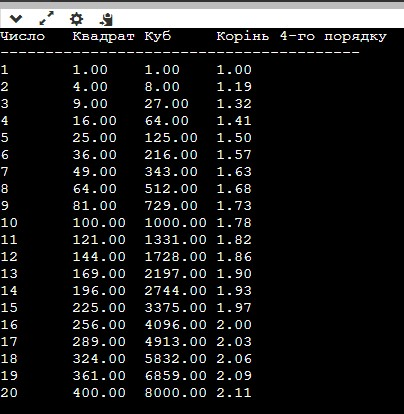 Число Квадрат Куб Корінь 4-го порядку
---------------------------------------
1 1.00 1.00 1.00
2 4.00 8.00 1.19
3 9.00 27.00 1.32
4 16.00 64.00 1.41
5 25.00 125.00 1.50
6 36.00 216.00 1.57
7 49.00 343.00 1.63
8 64.00 512.00 1.68
9 81.00 729.00 1.73
10 100.00 1000.00 1.78
11 121.00 1331.00 1.82
12 144.00 1728.00 1.86
13 169.00 2197.00 1.90
14 196.00 2744.00 1.93
15 225.00 3375.00 1.97
16 256.00 4096.00 2.00
17 289.00 4913.00 2.03
18 324.00 5832.00 2.06
19 361.00 6859.00 2.09
20 400.00 8000.00 2.11